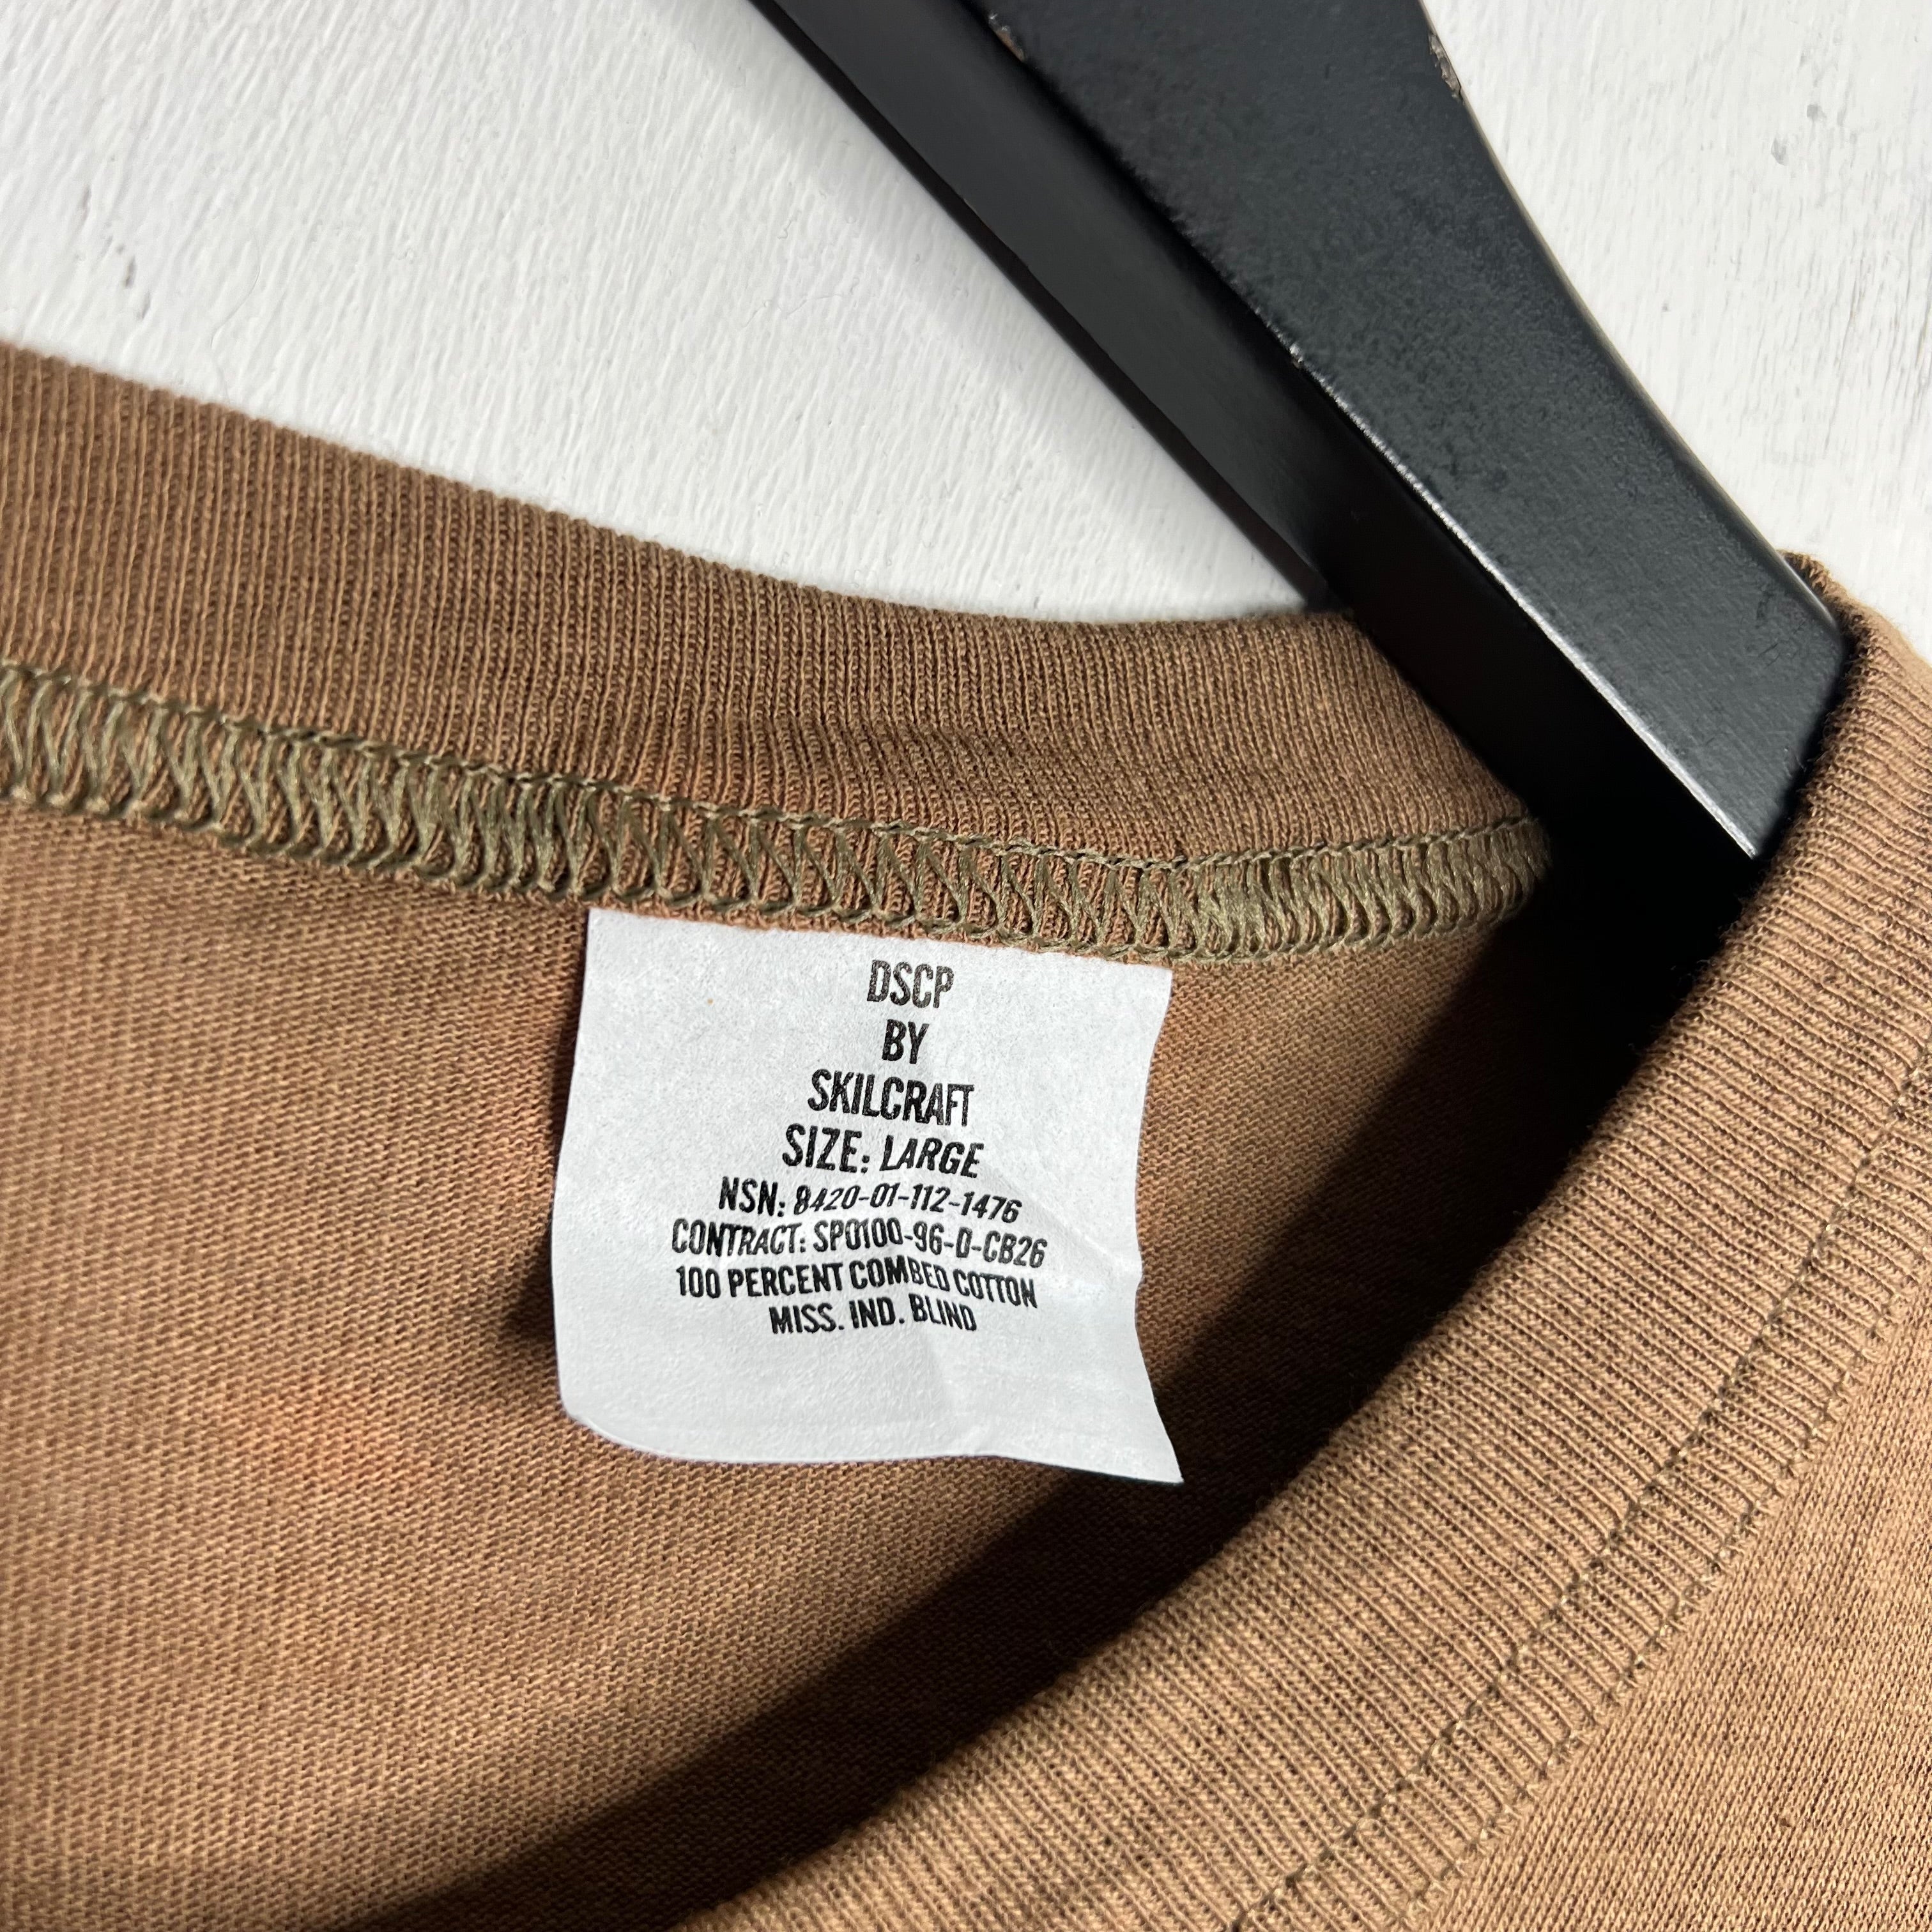 DSCP
BY
SKILCRAFT
SIZE: LARGE
NSN: 8420-01-112-1476
CONTRACT: SPO100-96-D-CB26
100 PERCENT COMBED COTTON
MISS. IND. BLIND